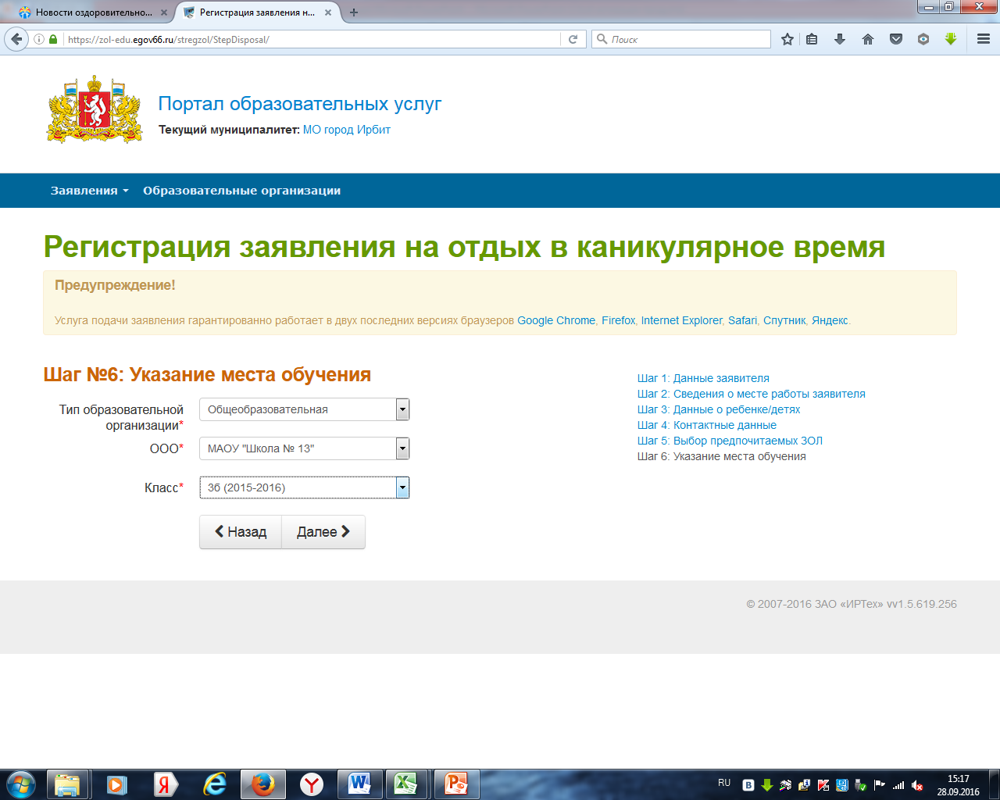 Новости оздоровительно...
Регистрация заявления н...
https://zol-edu.egov66.ru/stregzol/StepDisposal/
Поиск
Портал образовательных услуг
Текущий муниципалитет: МО город Ирбит
Заявления
Образовательные организации
Регистрация заявления на отдых в каникулярное время
Предупреждение!
Услуга подачи заявления гарантированно работает в двух последних версиях браузеров Google Chrome, Firefox, Internet Explorer, Safari, Спутник, Яндекс.
Шаг №6: Указание места обучения
Тип образовательной
организации*
Общеобразовательная
ООО*
МАОУ "Школа № 13"
Класс*
3б (2015-2016)
Назад
Далее
Шаг 1: Данные заявителя
Шаг 2: Сведения о месте работы заявителя
Шаг 3: Данные о ребенке/детях
Шаг 4: Контактные данные
Шаг 5: Выбор предпочитаемых ЗОЛ
Шаг 6: Указание места обучения
© 2007-2016 ЗАО «ИРТех» vv1.5.619.256
RU
15:17
28.09.2016